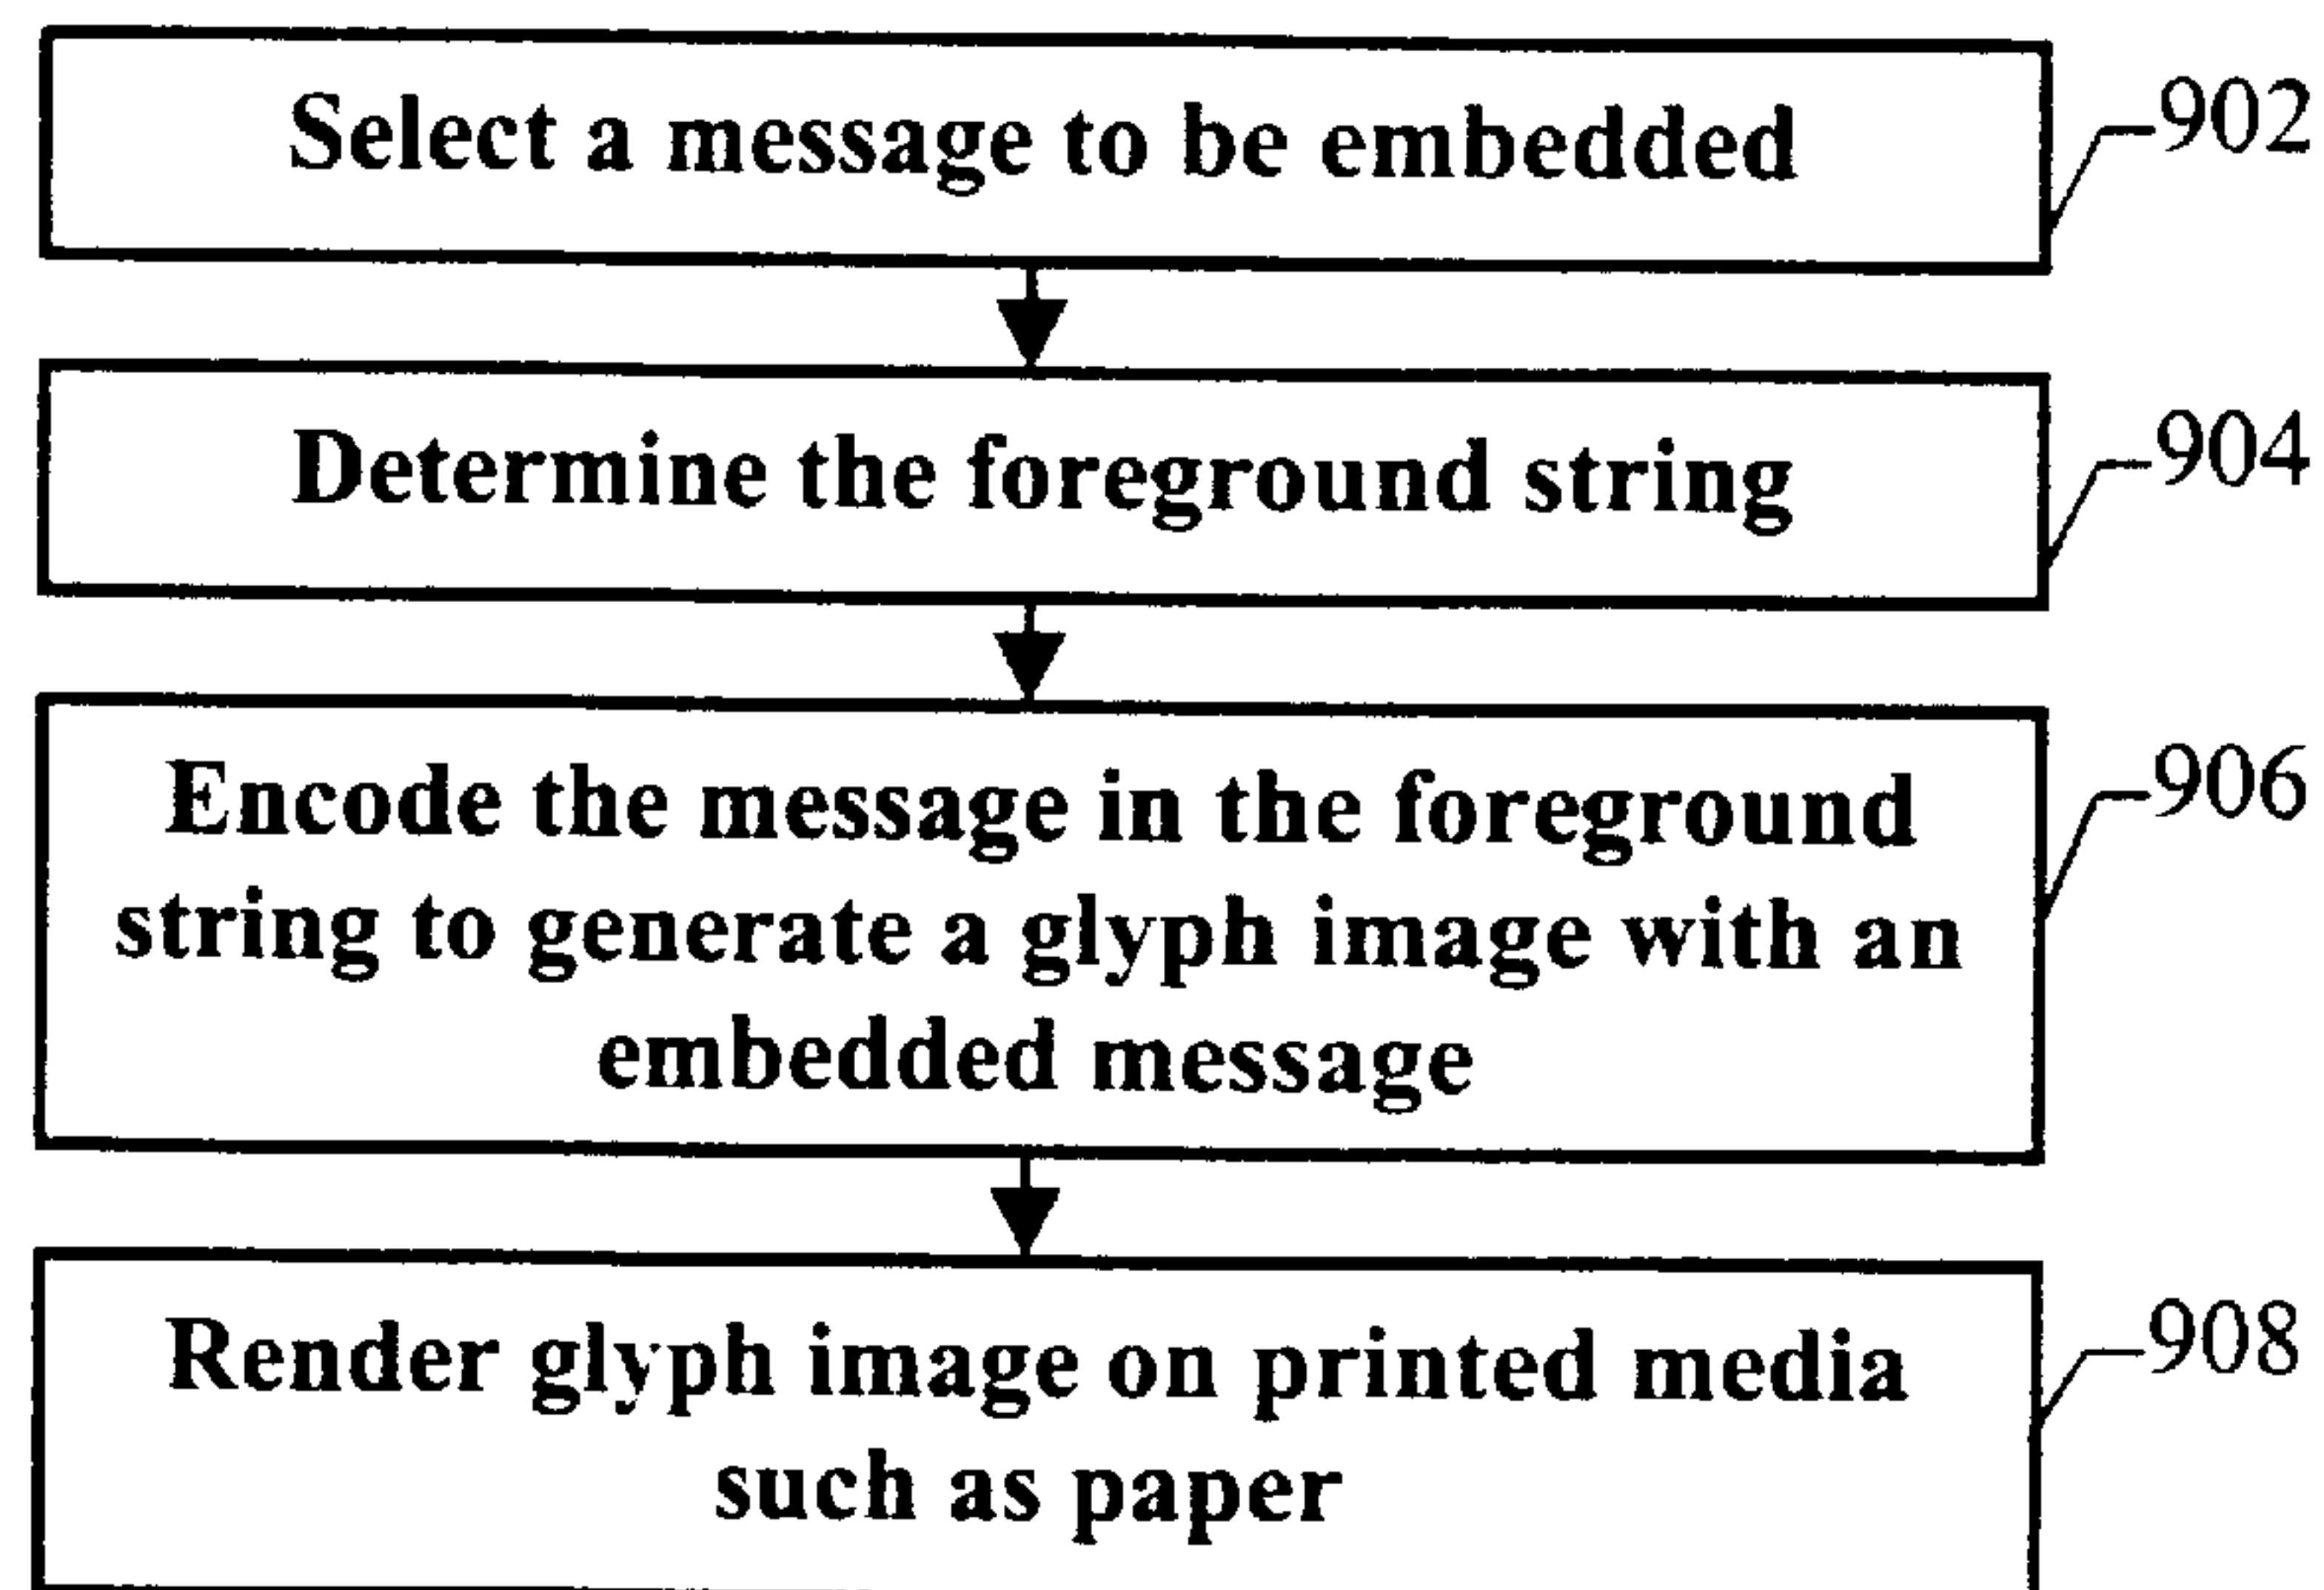 Select a message to be embedded
902
Determine the foreground string
904
Encode the message in the foreground
906
string to generate a glyph image with an
embedded message
Render glyph image on printed media
908
such as paper